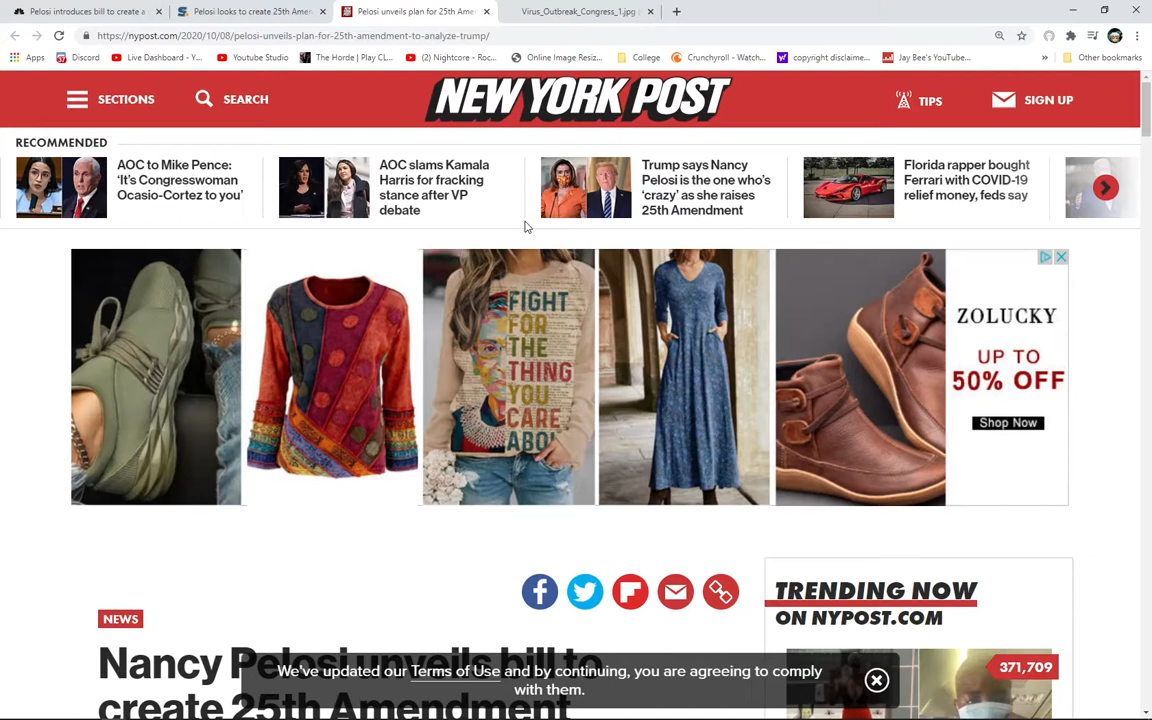 Pelosi introduces bill to create a
Pelosi looks to create 25th Ame
Pelosi unveils plan for 25th Ame
Virus_Outbreak_Congress_1.jpg
https://nypost.com/2020/10/08/pelosi-unveils-plan-for-25th-amendment-to-analyze-trump/
Apps
Discord
Live Dashboard - Y...
Youtube Studio
The Horde | Play CL...
(2) Nightcore - Roc...
Online Image Resiz...
College
Crunchyroll - Watch...
copyright disclaime...
Jay Bee's YouTube...
Other bookmarks
SECTIONS
SEARCH
NEW YORK POST
TIPS
SIGN UP
RECOMMENDED
AOC to Mike Pence:
‘It’s Congresswoman
Ocasio-Cortez to you’
AOC slams Kamala
Harris for fracking
stance after VP
debate
Trump says Nancy
Pelosi is the one who’s
‘crazy’ as she raises
25th Amendment
Florida rapper bought
Ferrari with COVID-19
relief money, feds say
FIGHT
FOR
THE
THING
YOU
CARE
ABOU
ZOLUCKY
UP TO
50% OFF
Shop Now
NEWS
Nancy Pelosi unveils bill to
create 25th Amendment
TRENDING NOW
ON NYPOST.COM
371,709
We've updated our Terms of Use and by continuing, you are agreeing to comply
with them.